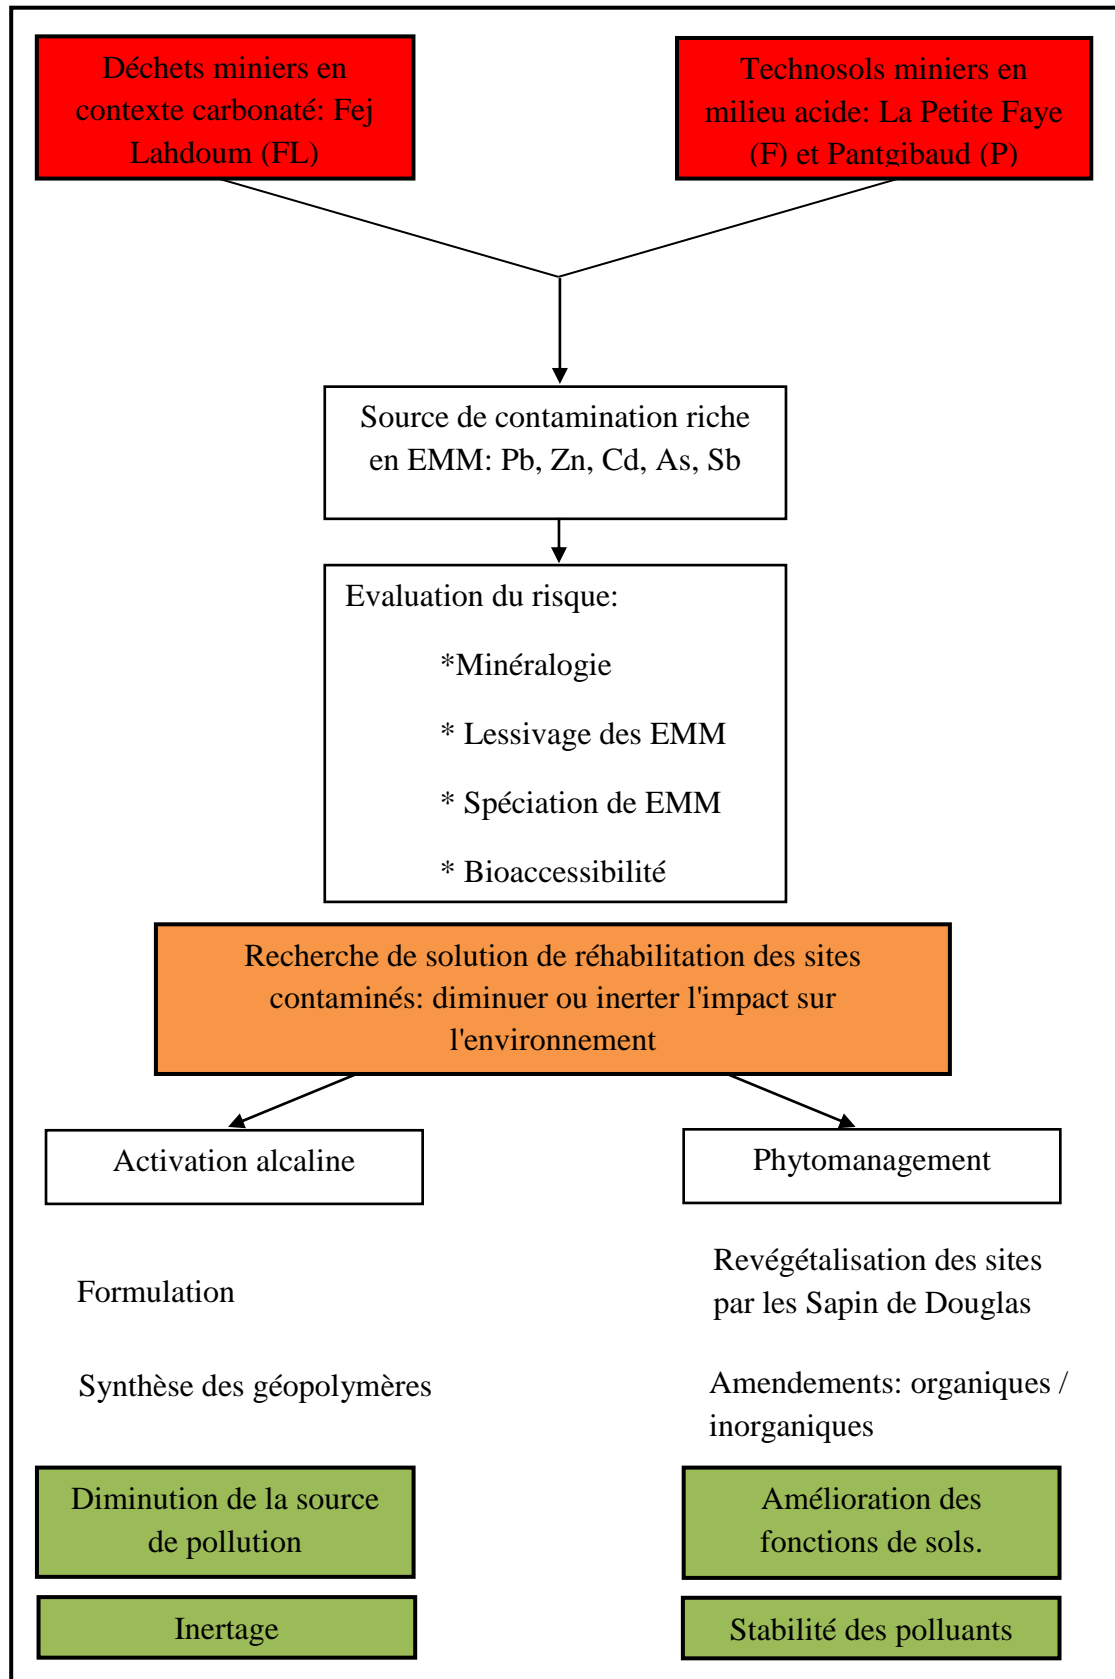 Déchets miniers en
contexte carbonaté: Fej
Lahdoum (FL)
Technosols miniers en
milieu acide: La Petite Faye
(F) et Pantgibaud (P)
Source de contamination riche
en EMM: Pb, Zn, Cd, As, Sb
Evaluation du risque:
*Minéralogie
* Lessivage des EMM
* Spéciation de EMM
* Bioaccessibilité
Recherche de solution de réhabilitation des sites
contaminés: diminuer ou inerter l'impact sur
l'environnement
Activation alcaline
Formulation
Synthèse des géopolymères
Diminution de la source
de pollution
Inertage
Phytomanagement
Revégétalisation des sites
par les Sapin de Douglas
Amendements: organiques /
inorganiques
Amélioration des
fonctions de sols.
Stabilité des polluants